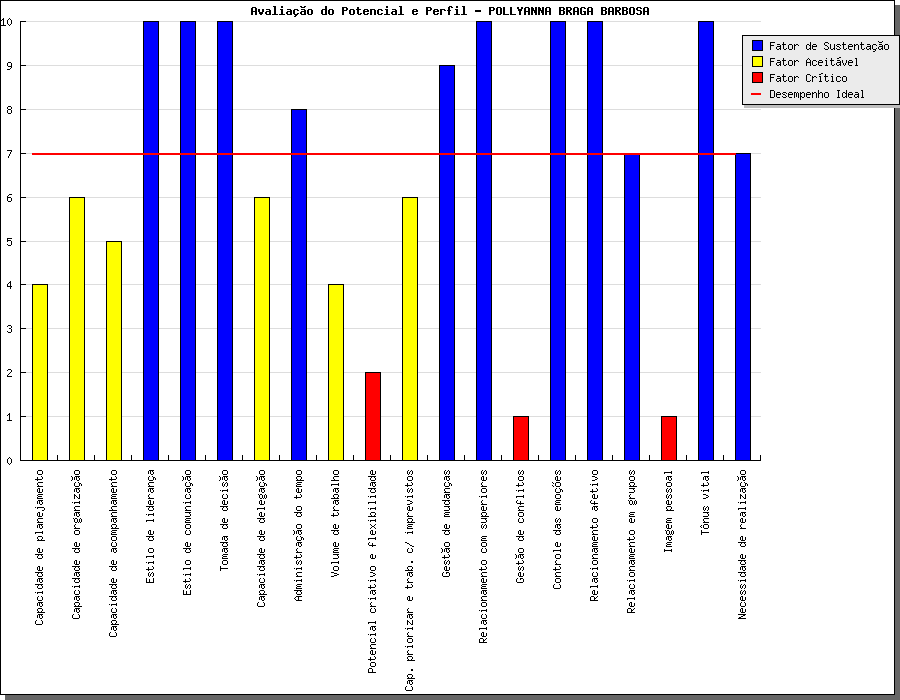 Avaliação do Potencial e Perfil - POLLYANNA BRAGA BARBOSA
Fator de Sustentação
Fator Aceitável
Fator Crítico
Desempenho Ideal
10
9
8
7
6
5
4
3
2
1
0
Capacidade de planejamento
Capacidade de organização
Capacidade de acompanhamento
Estilo de liderança
Estilo de comunicação
Tomada de decisão
Capacidade de delegação
Administração do tempo
Volume de trabalho
Potencial criativo e flexibilidade
Cap. priorizar e trab. c/ imprevistos
Gestão de mudanças
Relacionamento com superiores
Gestão de conflitos
Controle das emoções
Relacionamento afetivo
Relacionamento em grupos
Imagem pessoal
Tônus vital
Necessidade de realização